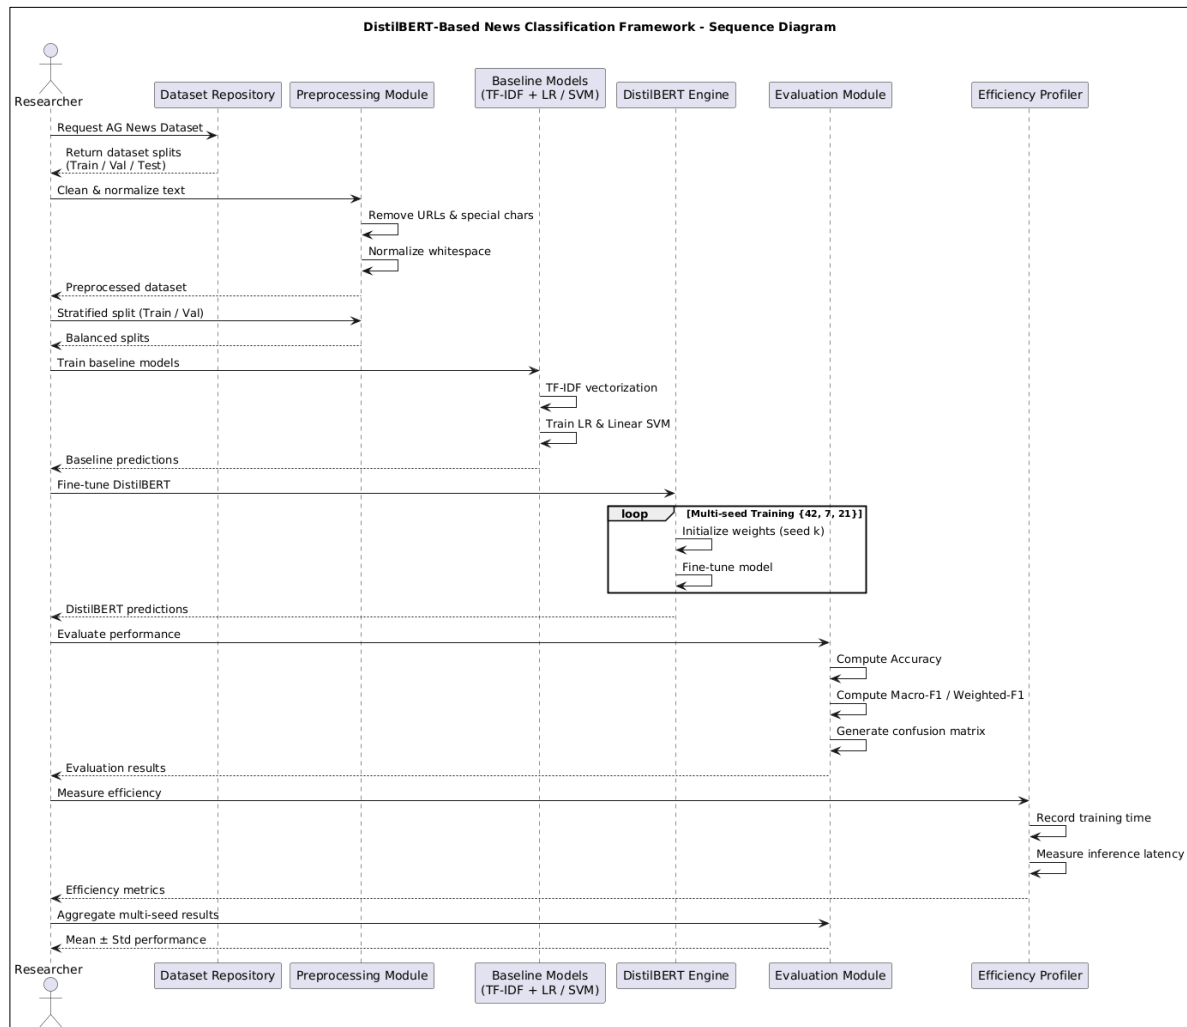 DistilBERT-Based News Classification Framework - Sequence Diagram
Researcher
Dataset Repository
Preprocessing Module
Baseline Models
(TF-IDF + LR / SVM)
DistilBERT Engine
Evaluation Module
Efficiency Profiler
Request AG News Dataset
Return dataset splits
(Train / Val / Test)
Clean & normalize text
Remove URLs & special chars
Normalize whitespace
Preprocessed dataset
Stratified split (Train / Val)
Balanced splits
Train baseline models
TF-IDF vectorization
Train LR & Linear SVM
Baseline predictions
Fine-tune DistilBERT
loop
[Multi-seed Training {42, 7, 21}]
Initialize weights (seed k)
Fine-tune model
DistilBERT predictions
Evaluate performance
Compute Accuracy
Compute Macro-F1 / Weighted-F1
Generate confusion matrix
Evaluation results
Measure efficiency
Record training time
Measure inference latency
Efficiency metrics
Aggregate multi-seed results
Mean ± Std performance
Researcher
Dataset Repository
Preprocessing Module
Baseline Models
(TF-IDF + LR / SVM)
DistilBERT Engine
Evaluation Module
Efficiency Profiler